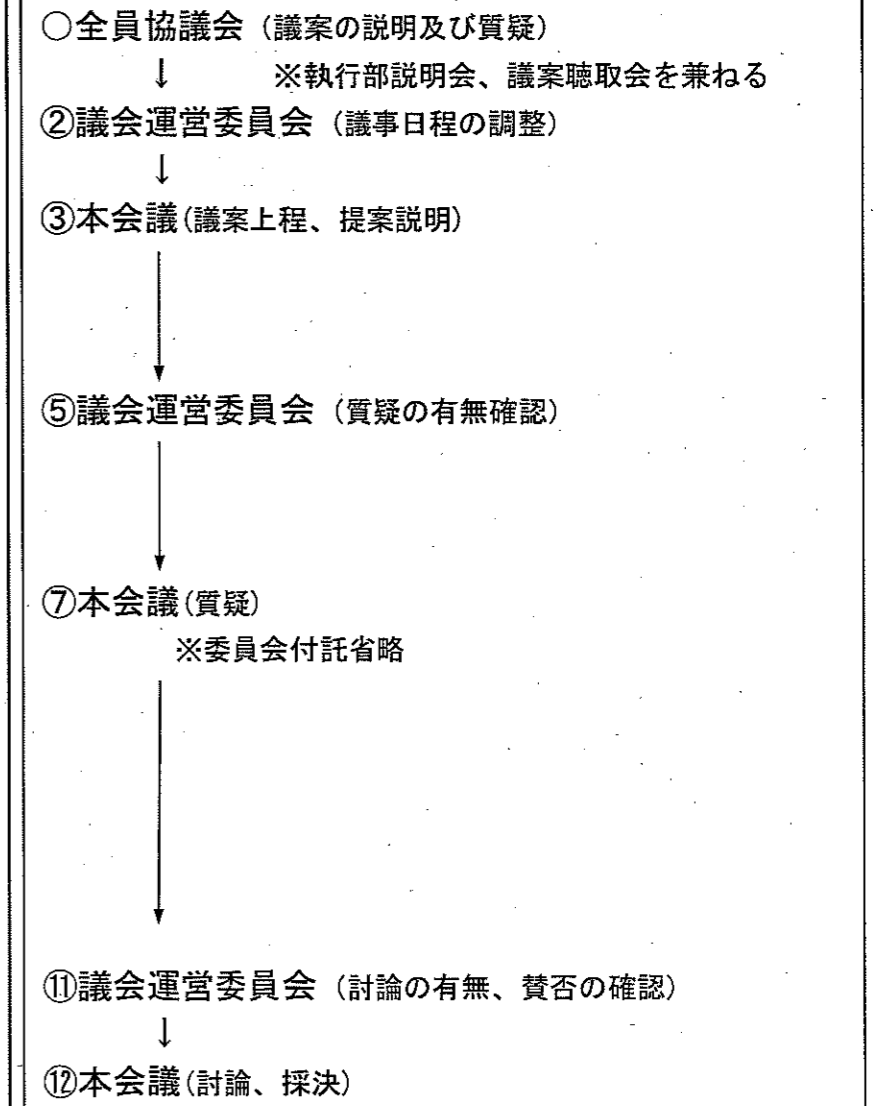 ○全員協議会（議案の説明及び質疑）
↓　※執行部説明会、議案聴取会を兼ねる
②議会運営委員会（議事日程の調整）
↓
③本会議(議案上程、提案説明)
⑤議会運営委員会（質疑の有無確認）
⑦本会議(質疑)
※委員会付託省略
⑪議会運営委員会（討論の有無、賛否の確認）
↓
⑫本会議(討論、採決)